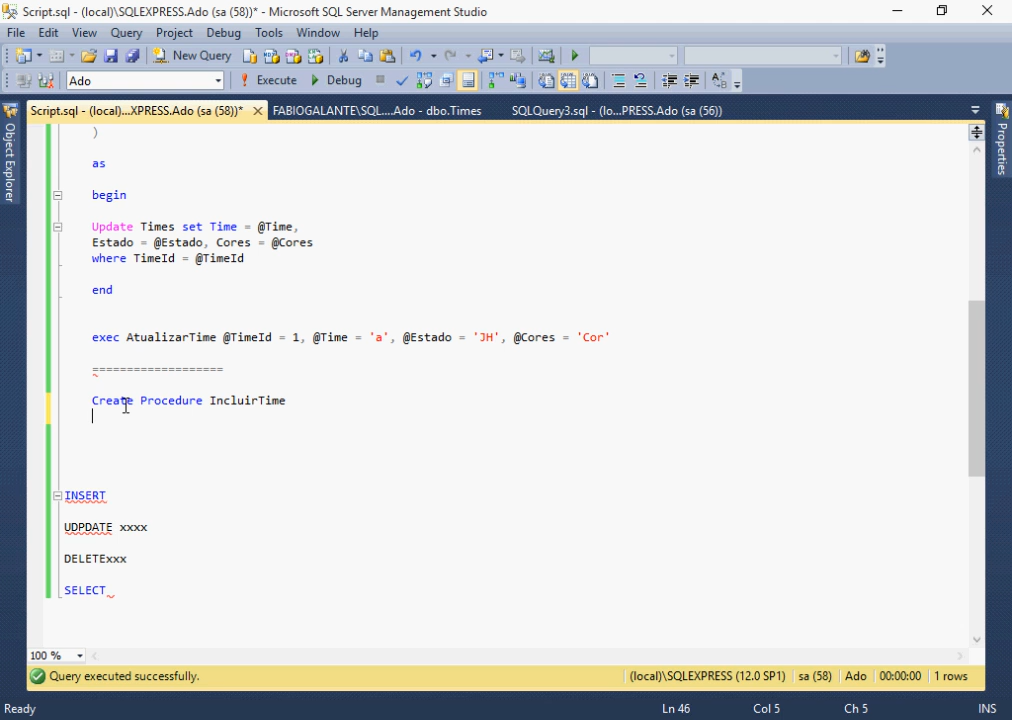 Script.sql - (local)\SQLEXPRESS.Ado (sa (58))* - Microsoft SQL Server Management Studio
File Edit View Query Project Debug Tools Window Help
New Query
Ado Execute Debug
Script.sql - (local)...XPRESS.Ado (sa (58))* FABIOGALANTE\SQL....Ado - dbo.Times SQLQuery3.sql - (lo...PRESS.Ado (sa (56))
Object Explorer
Properties
)
as
begin
Update Times set Time = @Time,
Estado = @Estado, Cores = @Cores
where TimeId = @TimeId
end
exec AtualizarTime @TimeId = 1, @Time = 'a', @Estado = 'JH', @Cores = 'Cor'
===================
Create Procedure IncluirTime
INSERT
UDPDATE xxxx
DELETExxx
SELECT
100 %
Query executed successfully. (local)\SQLEXPRESS (12.0 SP1) sa (58) Ado 00:00:00 1 rows
Ready Ln 46 Col 5 Ch 5 INS